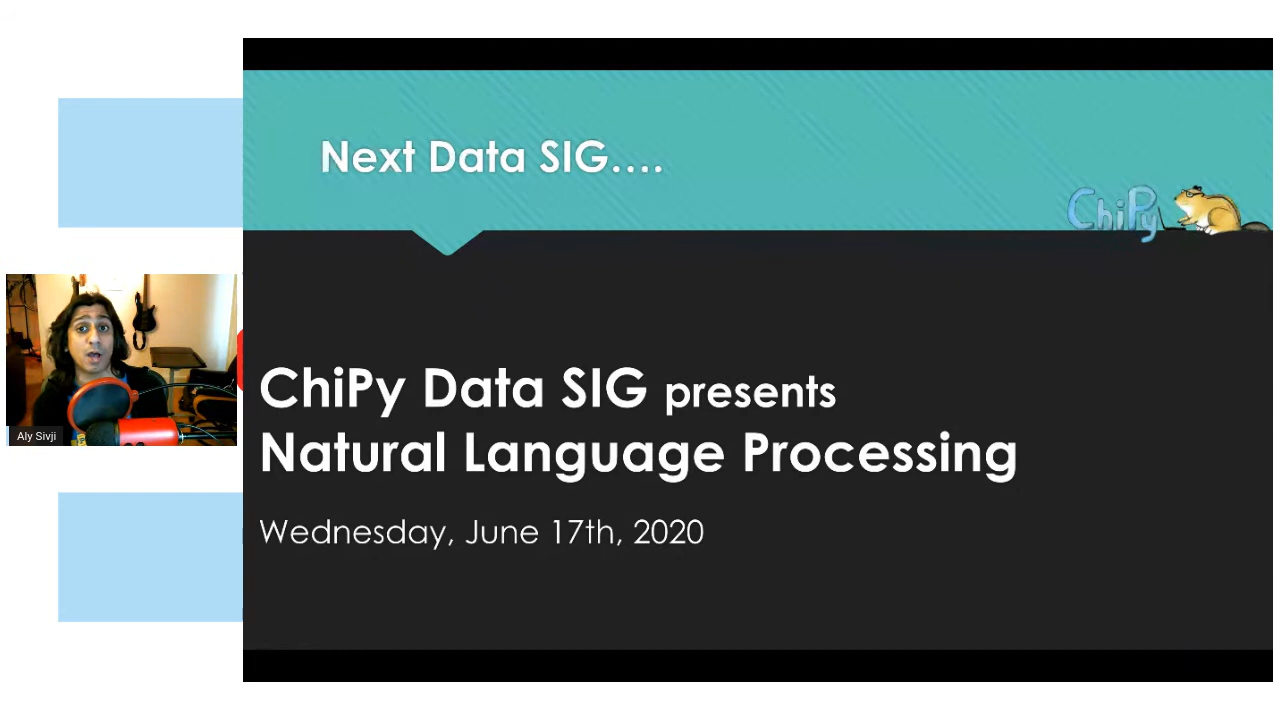 Next Data SIG....
ChiPy
Aly Sivji
ChiPy Data SIG presents
Natural Language Processing
Wednesday, June 17th, 2020